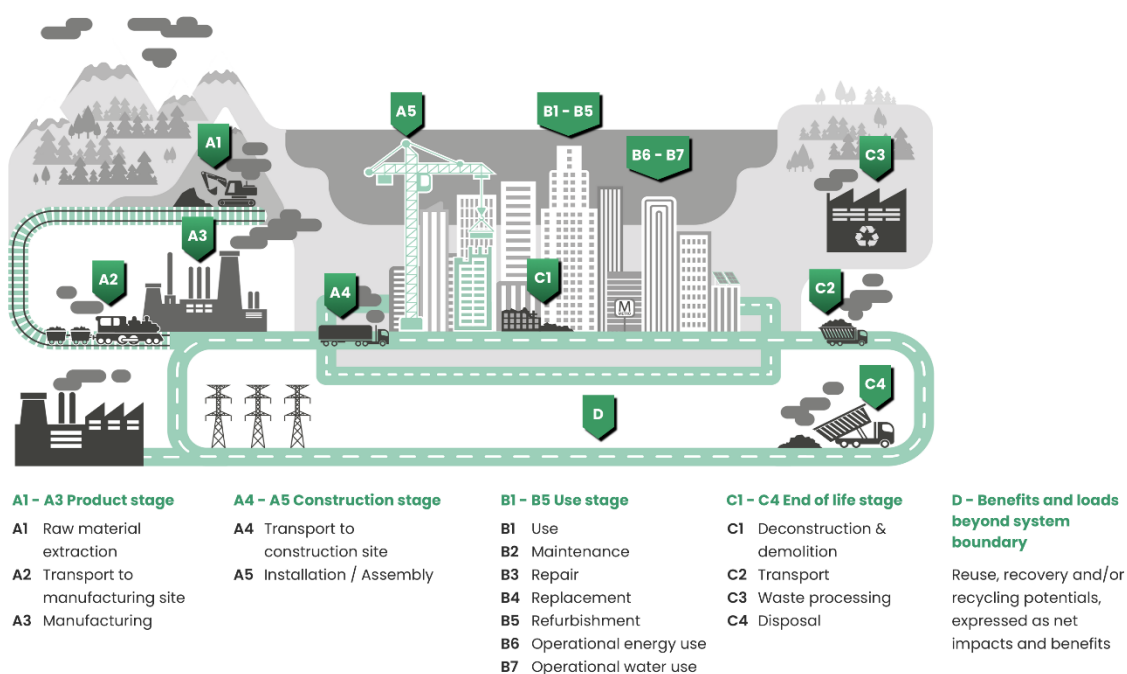 A5
B1 - B5
A1
B6 - B7
C3
A3
A2
A4
C1
C2
M
D
C4
A1 - A3 Product stage
A1 Raw material
extraction
A2 Transport to
manufacturing site
A3 Manufacturing
A4 - A5 Construction stage
A4 Transport to
construction site
A5 Installation / Assembly
B1 - B5 Use stage
B1 Use
B2 Maintenance
B3 Repair
B4 Replacement
B5 Refurbishment
B6 Operational energy use
B7 Operational water use
C1 - C4 End of life stage
C1 Deconstruction &
demolition
C2 Transport
C3 Waste processing
C4 Disposal
D - Benefits and loads
beyond system
boundary
Reuse, recovery and/or
recycling potentials,
expressed as net
impacts and benefits